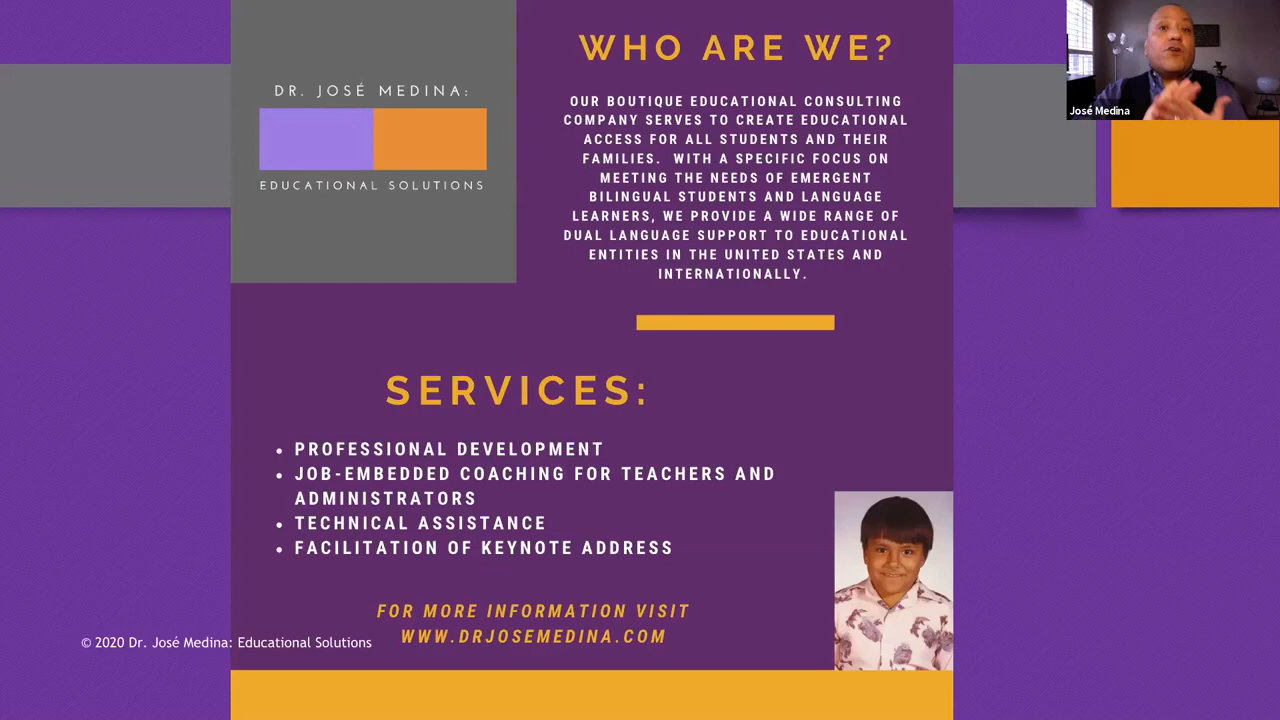 DR. JOSÉ MEDINA:
EDUCATIONAL SOLUTIONS
WHO ARE WE?
OUR BOUTIQUE EDUCATIONAL CONSULTING
COMPANY SERVES TO CREATE EDUCATIONAL
ACCESS FOR ALL STUDENTS AND THEIR
FAMILIES. WITH A SPECIFIC FOCUS ON
MEETING THE NEEDS OF EMERGENT
BILINGUAL STUDENTS AND LANGUAGE
LEARNERS, WE PROVIDE A WIDE RANGE OF
DUAL LANGUAGE SUPPORT TO EDUCATIONAL
ENTITIES IN THE UNITED STATES AND
INTERNATIONALLY.
José Medina
SERVICES:
• PROFESSIONAL DEVELOPMENT
• JOB-EMBEDDED COACHING FOR TEACHERS AND
ADMINISTRATORS
• TECHNICAL ASSISTANCE
• FACILITATION OF KEYNOTE ADDRESS
FOR MORE INFORMATION VISIT
WWW.DRJOSEMEDINA.COM
© 2020 Dr. José Medina: Educational Solutions